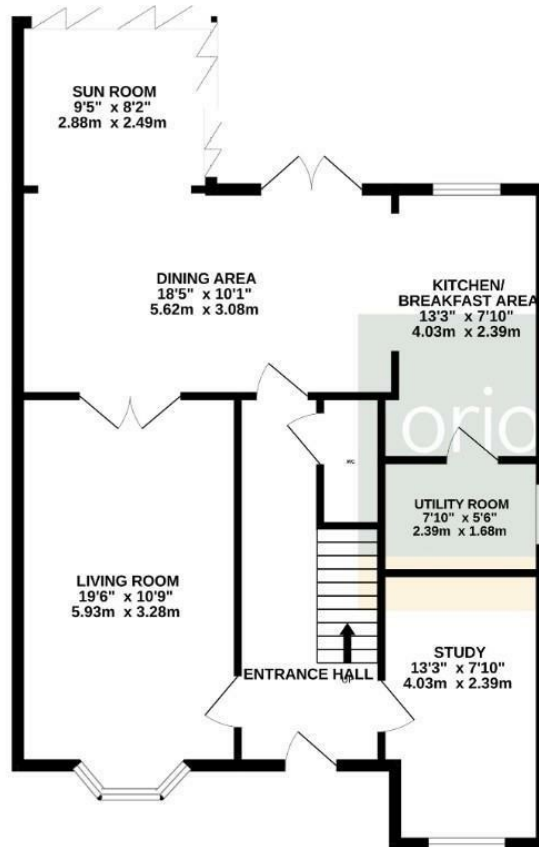 SUN ROOM
9'5" x 8'2"
2.88m x 2.49m
DINING AREA
18'5" x 10'1"
5.62m x 3.08m
KITCHEN/
BREAKFAST AREA
13'3" x 7'10"
4.03m x 2.39m
orio
WC
UTILITY ROOM
7'10" x 5'6"
2.39m x 1.68m
LIVING ROOM
19'6" x 10'9"
5.93m x 3.28m
ENTRANCE HALL
UP
STUDY
13'3" x 7'10"
4.03m x 2.39m